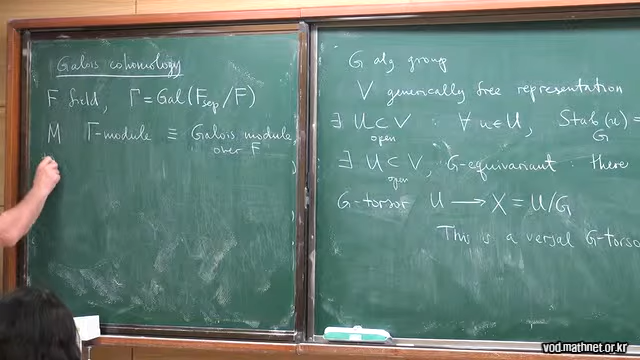 Galois cohomology
F field, Γ = Gal(F_sep/F)
M Γ-module ≡ Galois module
over F
G alg group
V generically free representation
∃ U ⊂ V : ∀ u ∈ U, Stab(u) =
open G
∃ U ⊂ V, G-equivariant : there
open
G-torsor U ⟶ X = U/G
This is a versal G-torso
vod.mathnet.or.kr